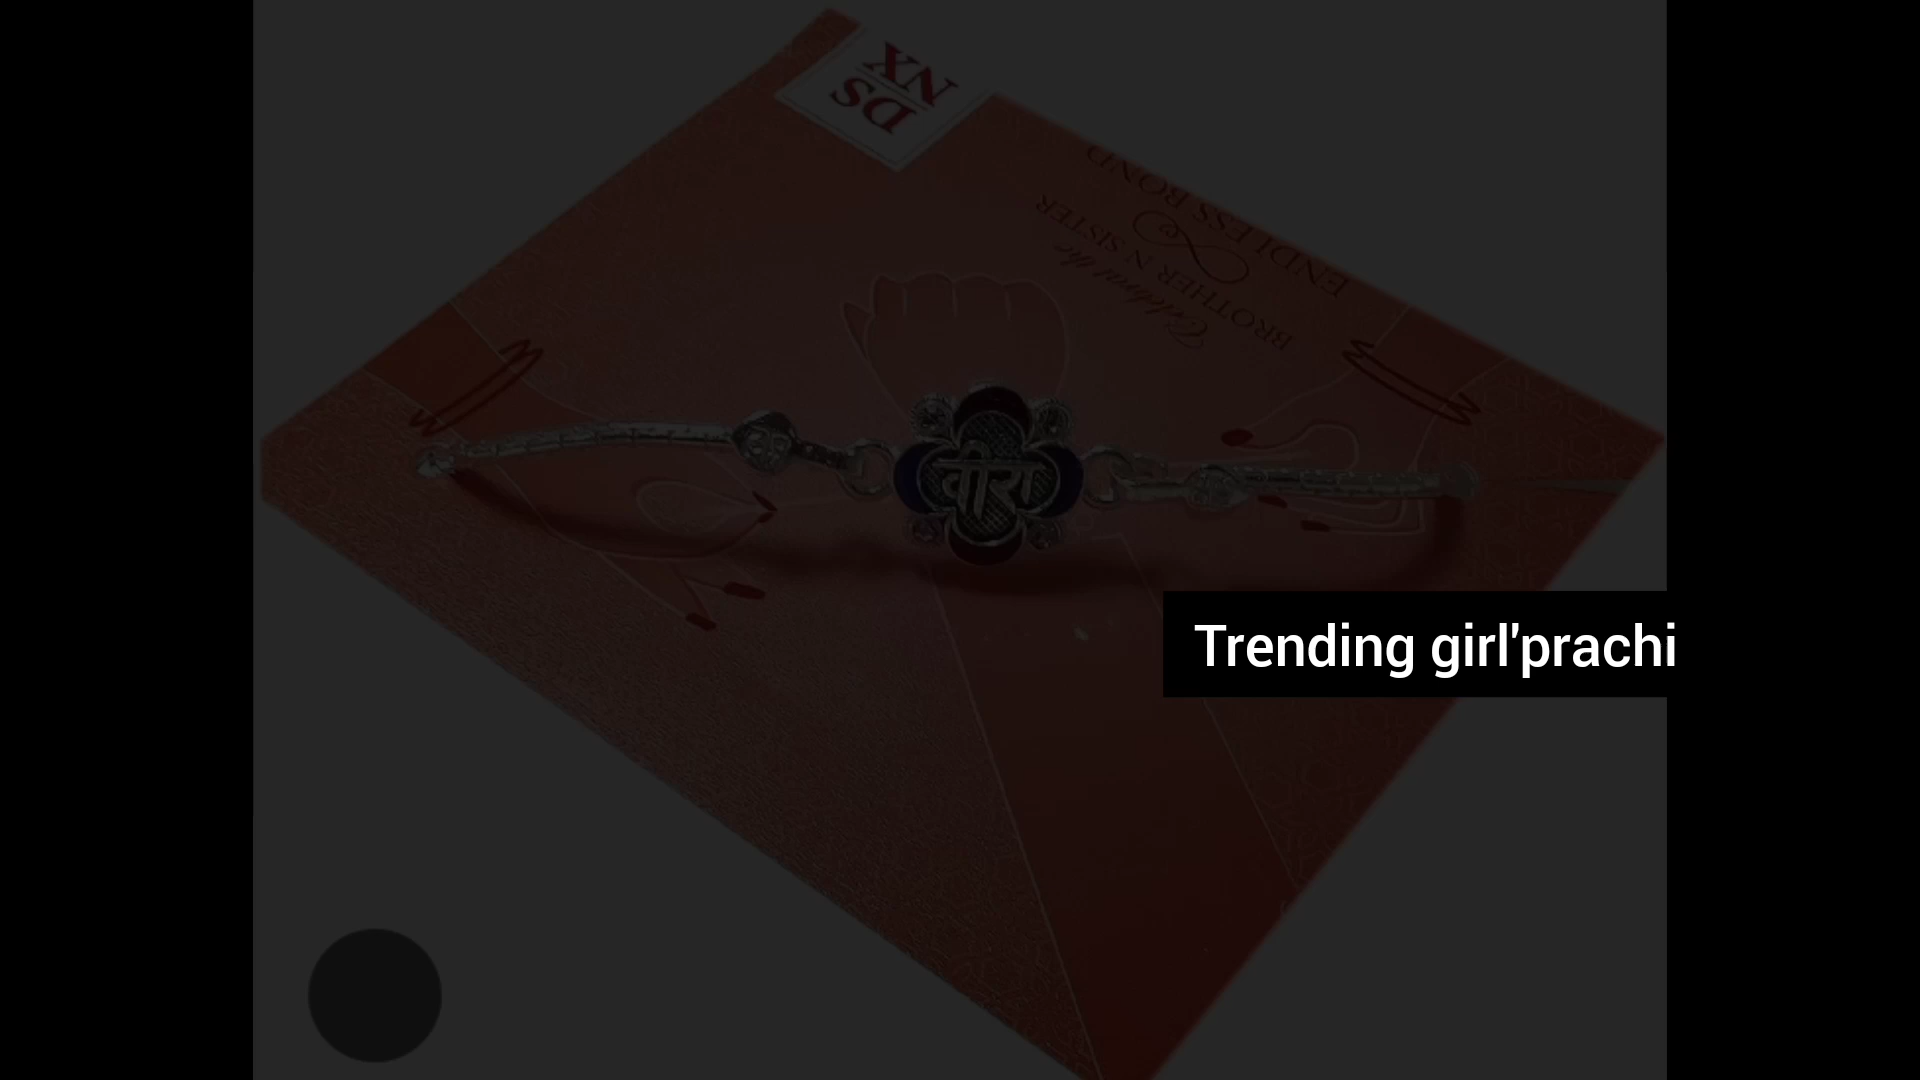 DS
NX
Celebrate the
BROTHER N SISTER
ENDLESS BOND
वीरा
Trending girl'prachi